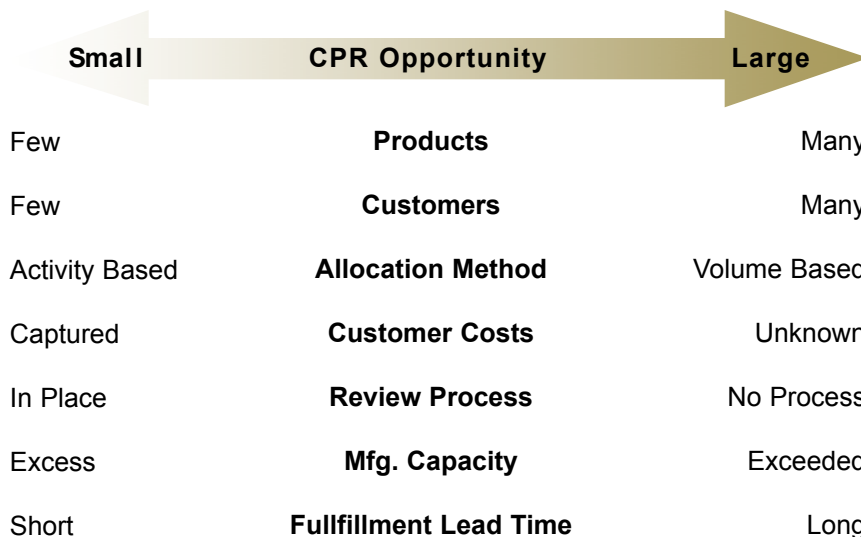 Small CPR Opportunity Large
Few Products Many
Few Customers Many
Activity Based Allocation Method Volume Based
Captured Customer Costs Unknown
In Place Review Process No Process
Excess Mfg. Capacity Exceeded
Short Fullfillment Lead Time Long